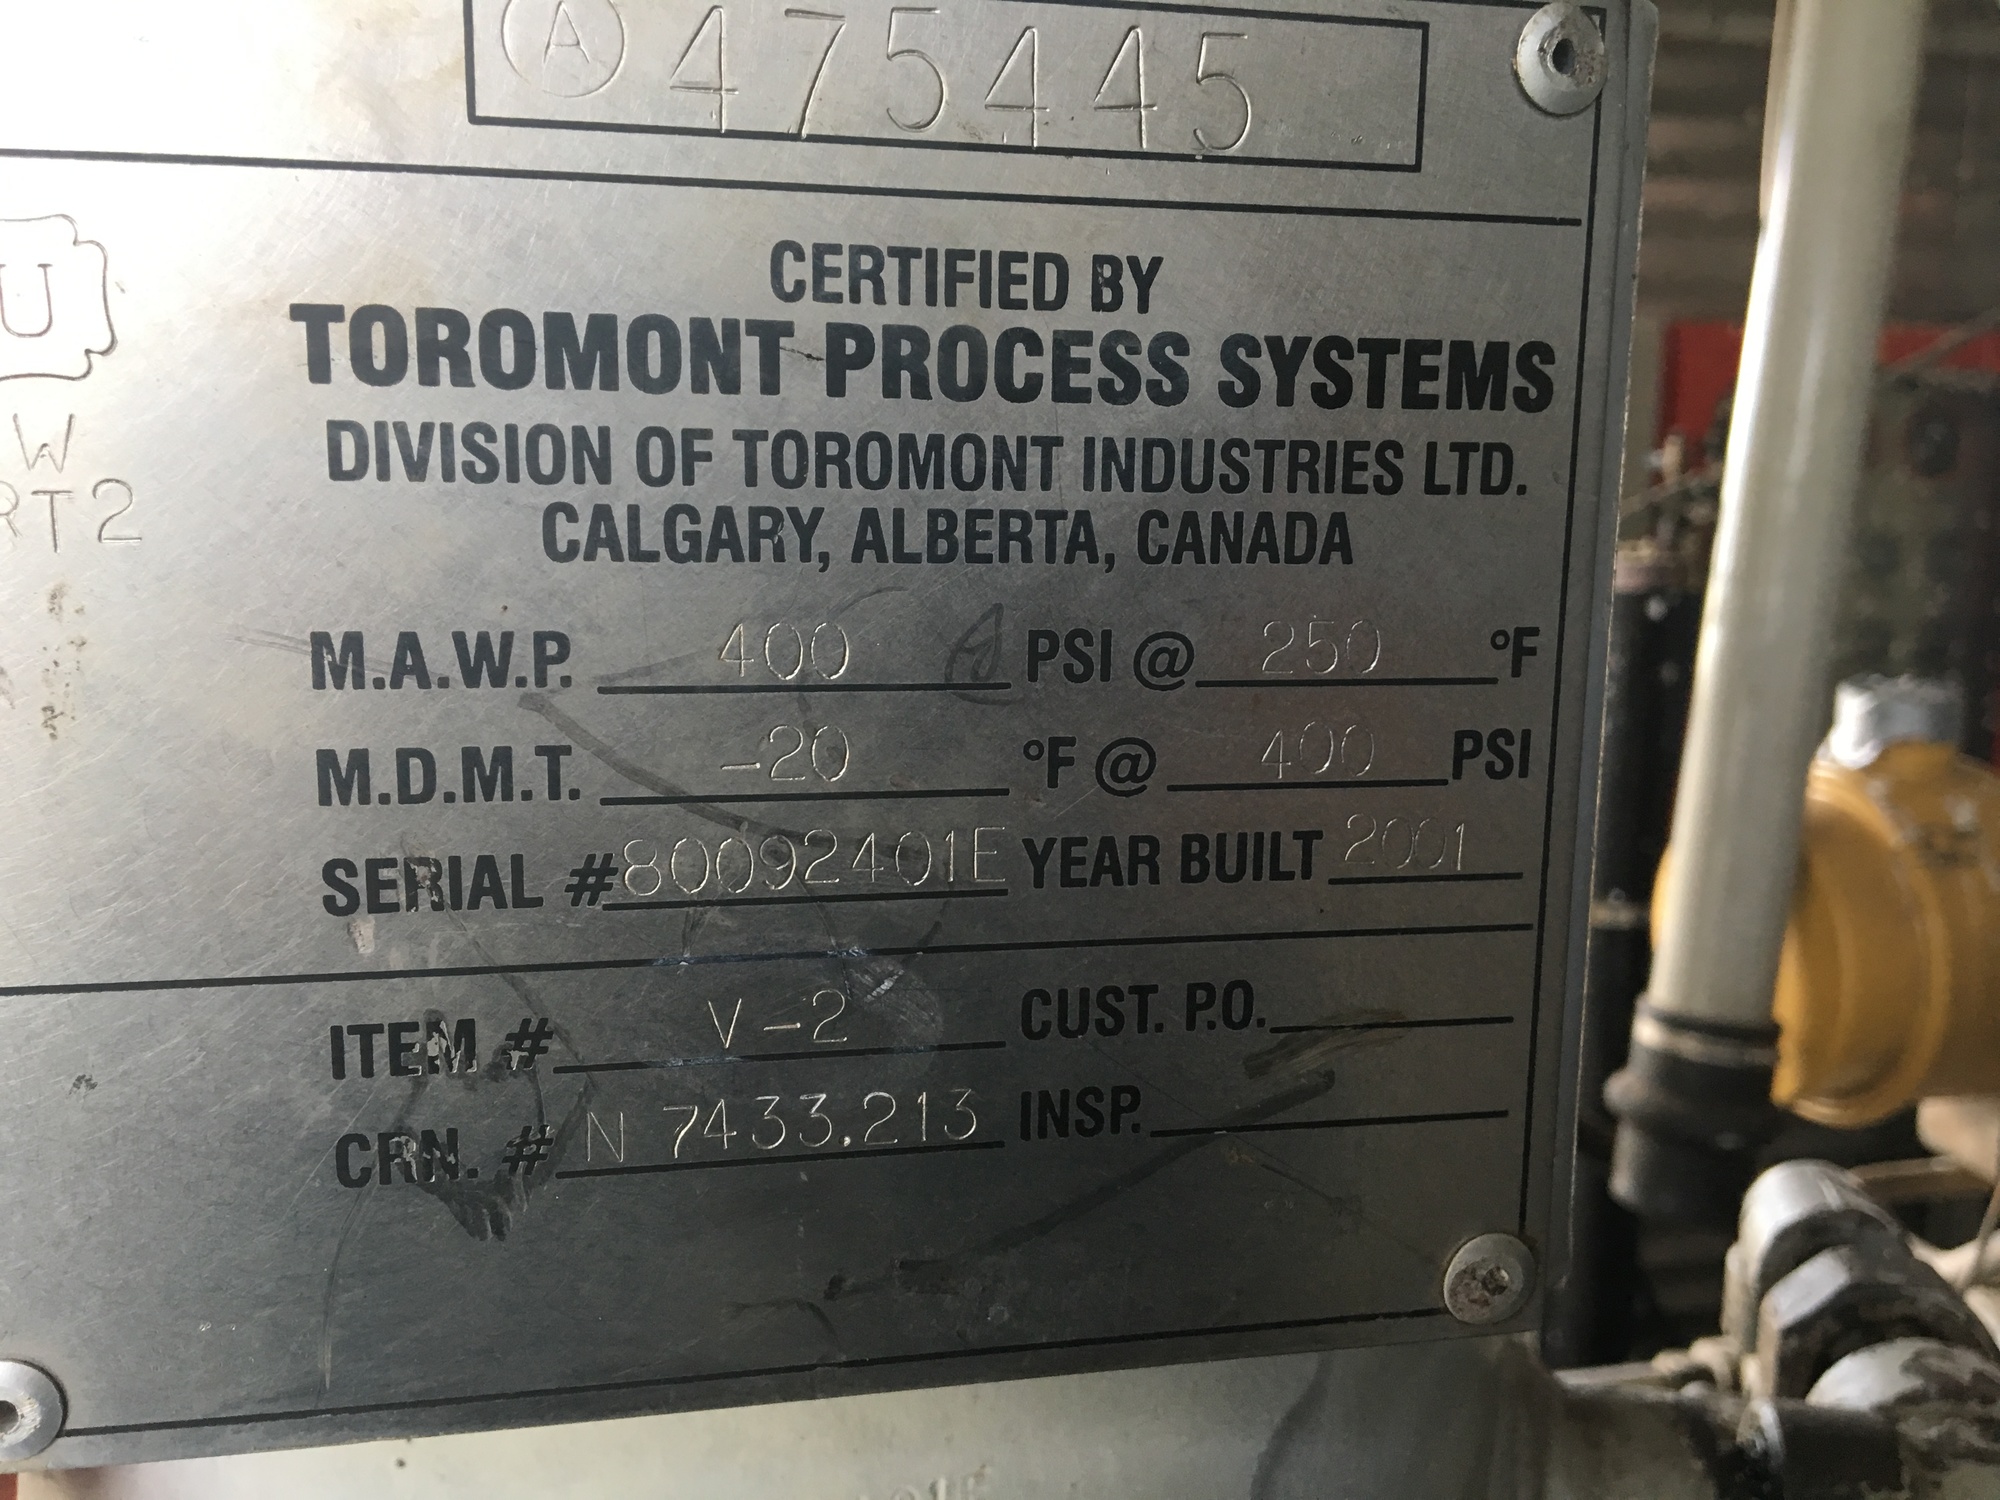 A 475445
U
W
RT2
CERTIFIED BY
TOROMONT PROCESS SYSTEMS
DIVISION OF TOROMONT INDUSTRIES LTD.
CALGARY, ALBERTA, CANADA
M.A.W.P. 400 PSI @ 250 °F
M.D.M.T. -20 °F @ 400 PSI
SERIAL # 80092401E YEAR BUILT 2001
ITEM # V-2 CUST. P.O.
CRN. # N 7433.213 INSP.